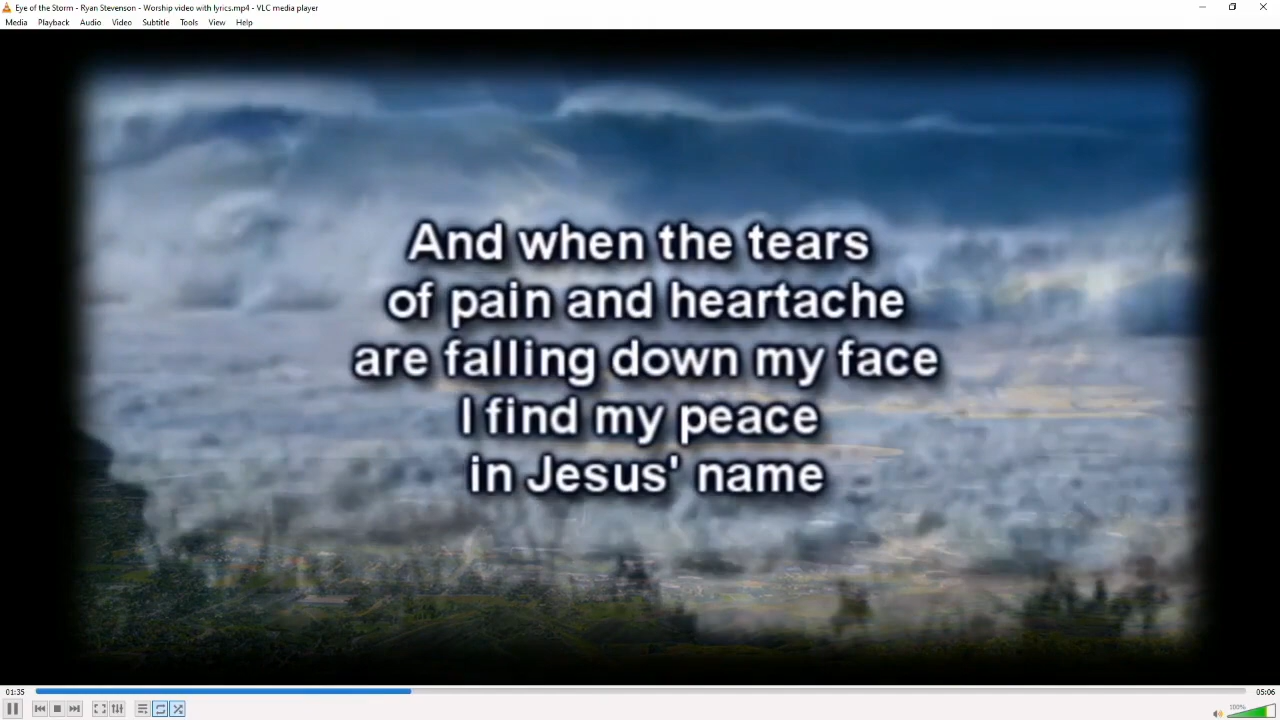 Eye of the Storm - Ryan Stevenson - Worship video with lyrics.mp4 - VLC media player
Media Playback Audio Video Subtitle Tools View Help
And when the tears
of pain and heartache
are falling down my face
I find my peace
in Jesus' name
01:35
05:06
100%